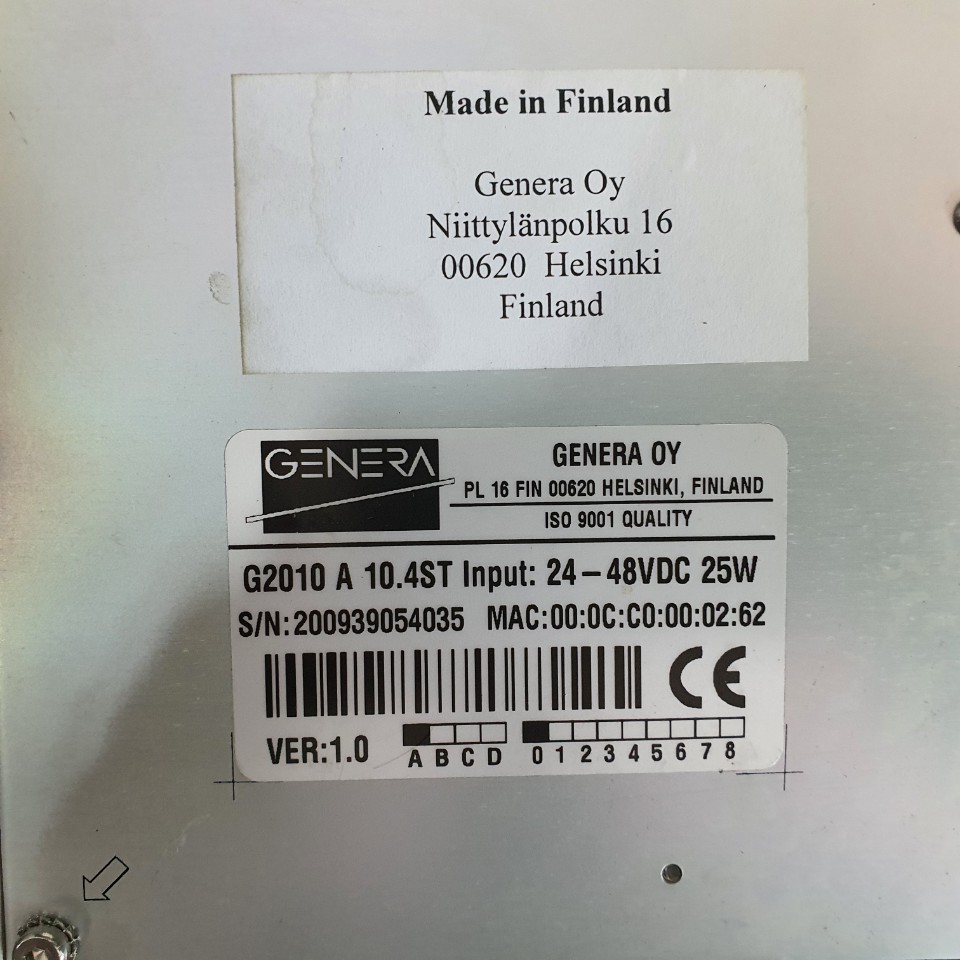 Made in Finland
Genera Oy
Niittylänpolku 16
00620 Helsinki
Finland
GENERA
GENERA OY
PL 16 FIN 00620 HELSINKI, FINLAND
ISO 9001 QUALITY
G2010 A 10.4ST Input: 24-48VDC 25W
S/N:200939054035 MAC:00:0C:C0:00:02:62
CE
VER:1.0
A B C D 0 1 2 3 4 5 6 7 8